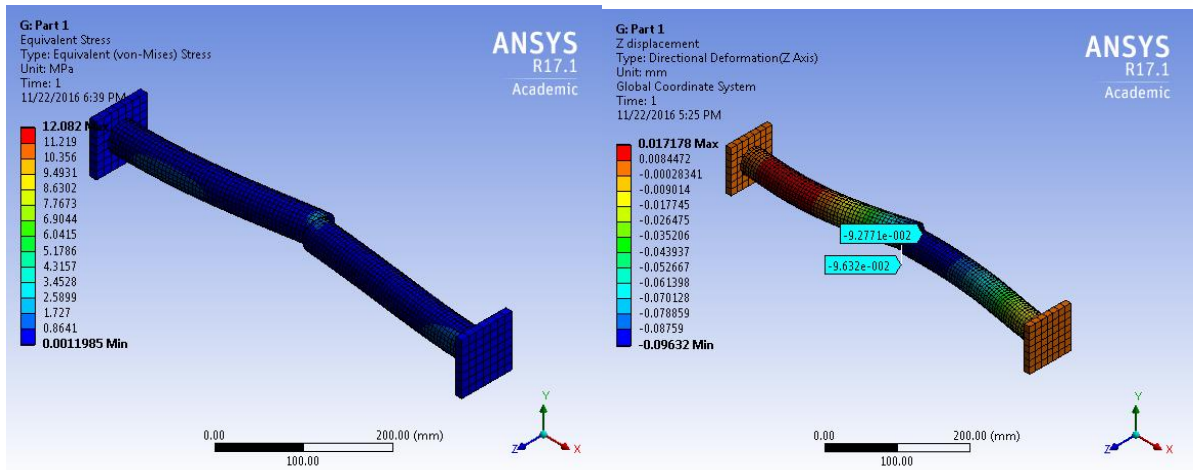 G: Part 1
Equivalent Stress
Type: Equivalent (von-Mises) Stress
Unit: MPa
Time: 1
11/22/2016 6:39 PM
ANSYS
R17.1
Academic
12.082 Max
11.219
10.356
9.4931
8.6302
7.7673
6.9044
6.0415
5.1786
4.3157
3.4528
2.5899
1.727
0.8641
0.0011985 Min
0.00
200.00 (mm)
100.00
Y
Z
X
G: Part 1
Z displacement
Type: Directional Deformation(Z Axis)
Unit: mm
Global Coordinate System
Time: 1
11/22/2016 5:25 PM
ANSYS
R17.1
Academic
0.017178 Max
0.0084472
-0.00028341
-0.009014
-0.017745
-0.026475
-0.035206
-0.043937
-0.052667
-0.061398
-0.070128
-0.078859
-0.08759
-0.09632 Min
-9.2771e-002
-9.632e-002
0.00
200.00 (mm)
100.00
Y
Z
X